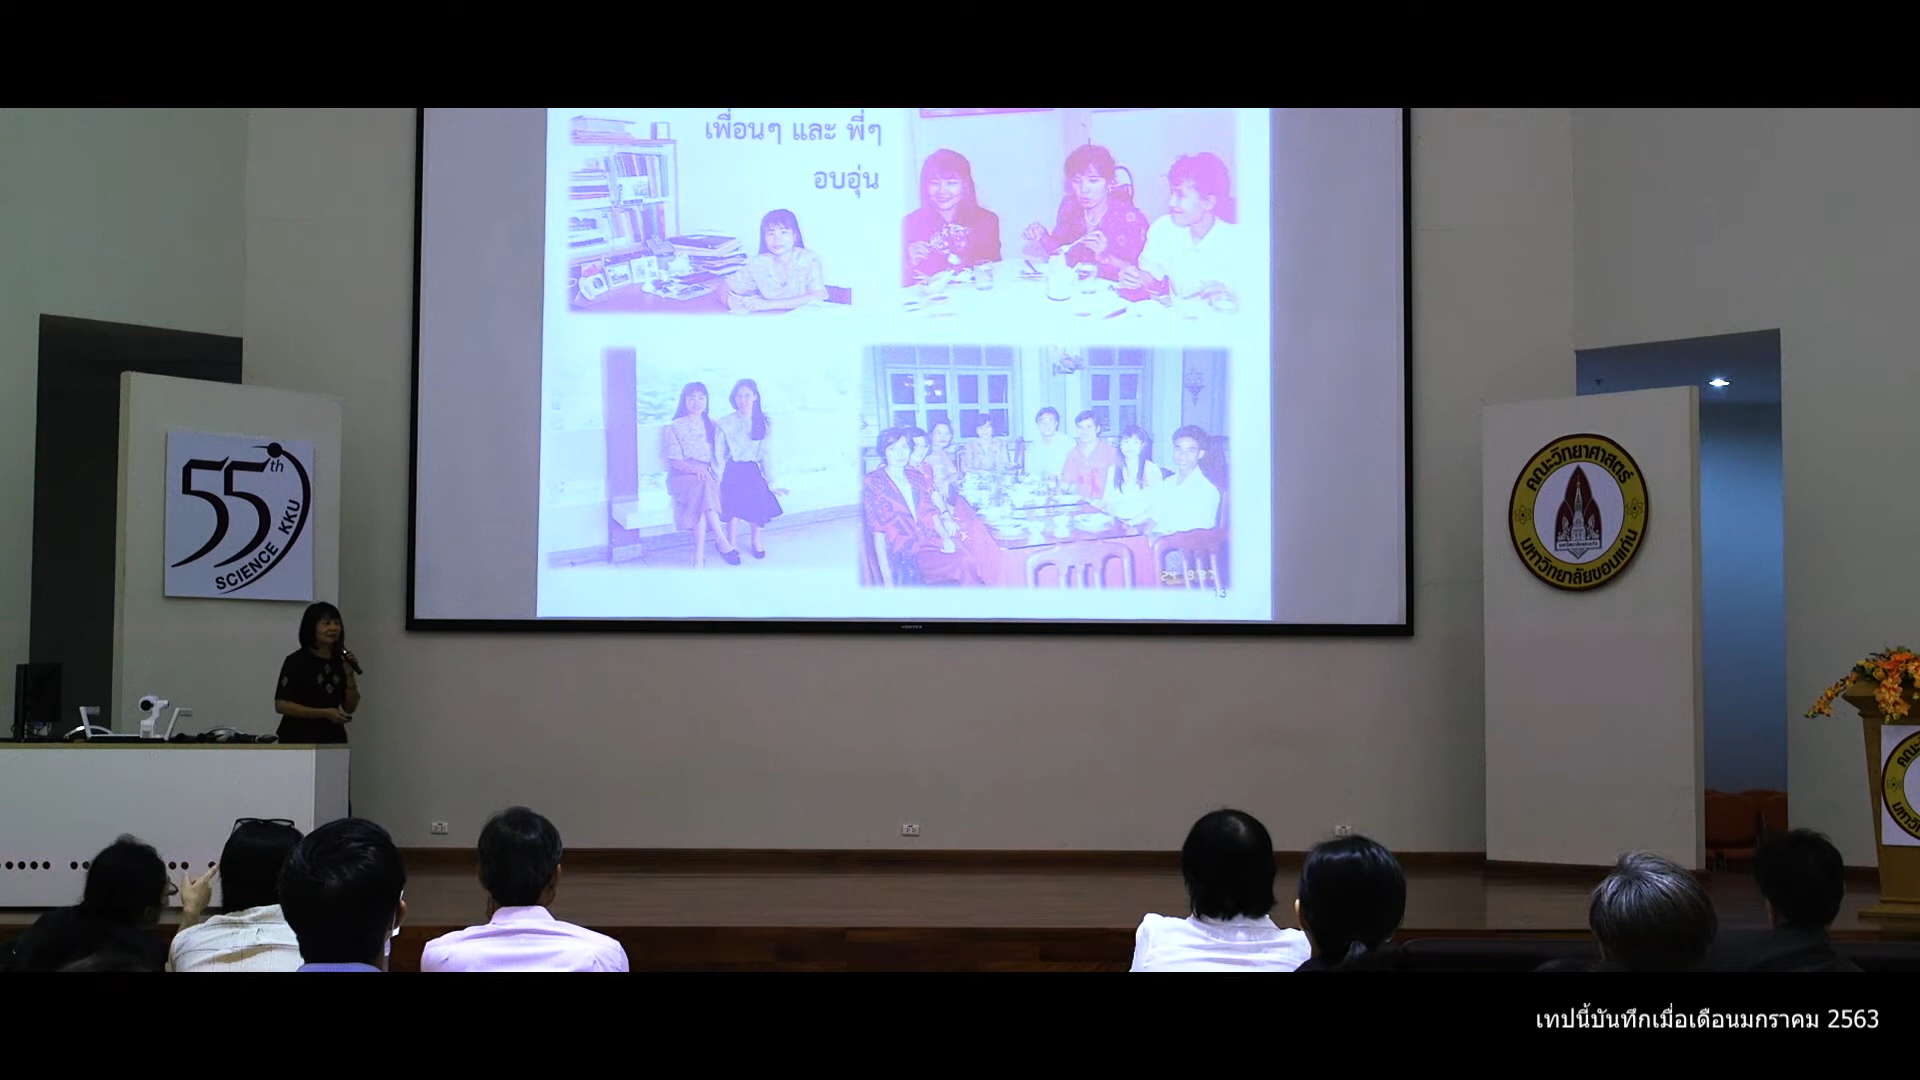 เพื่อนๆ และ พี่ๆ
อบอุ่น
55th
SCIENCE KKU
คณะวิทยาศาสตร์
มหาวิทยาลัยขอนแก่น
13
เทปนี้บันทึกเมื่อเดือนมกราคม 2563